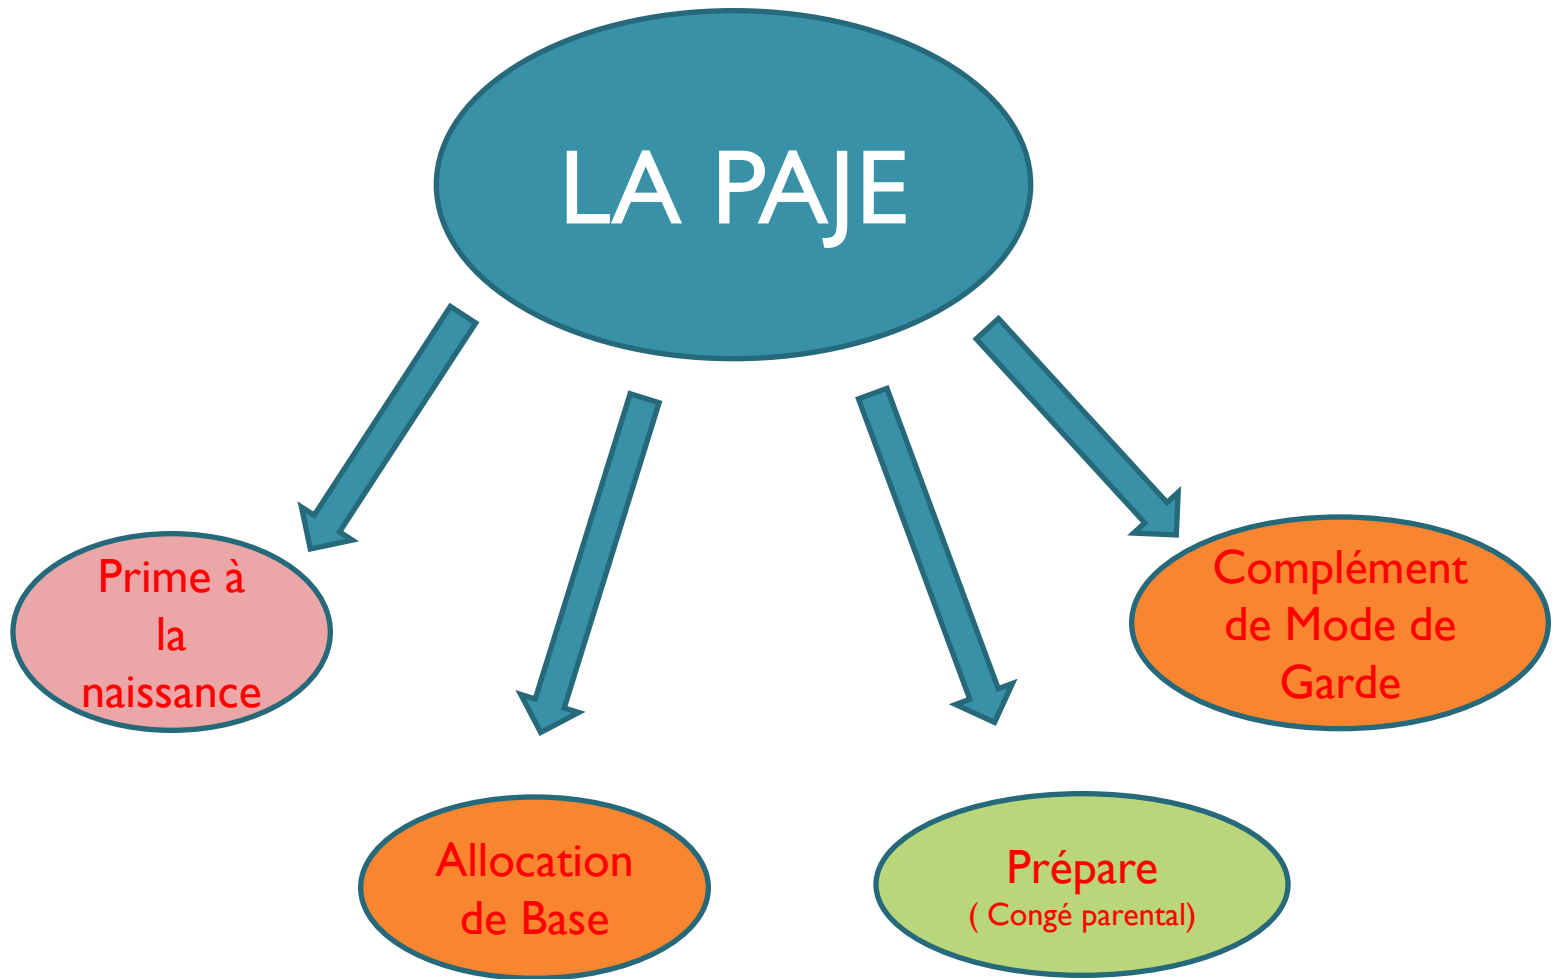 LA PAJE
Prime à
la
naissance
Complément
de Mode de
Garde
Allocation
de Base
Prépare
( Congé parental)